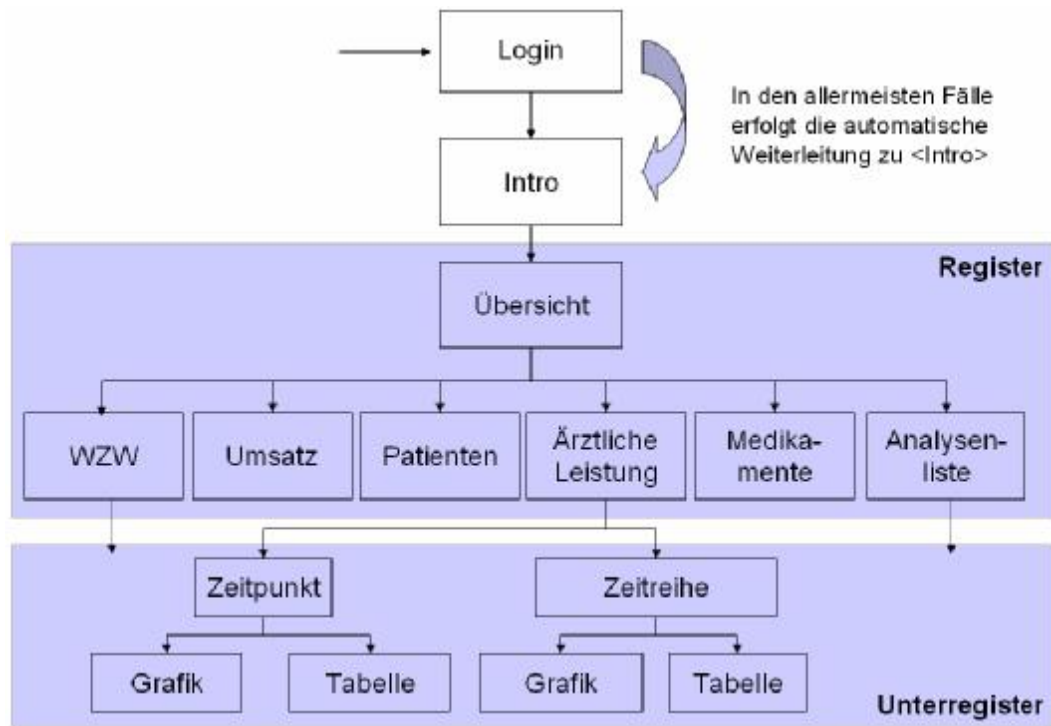 Login
In den allermeisten Fälle
erfolgt die automatische
Weiterleitung zu <Intro>
Intro
Register
Übersicht
WZW
Umsatz
Patienten
Ärztliche
Leistung
Medika-
mente
Analysen-
liste
Zeitpunkt
Zeitreihe
Grafik
Tabelle
Grafik
Tabelle
Unterregister